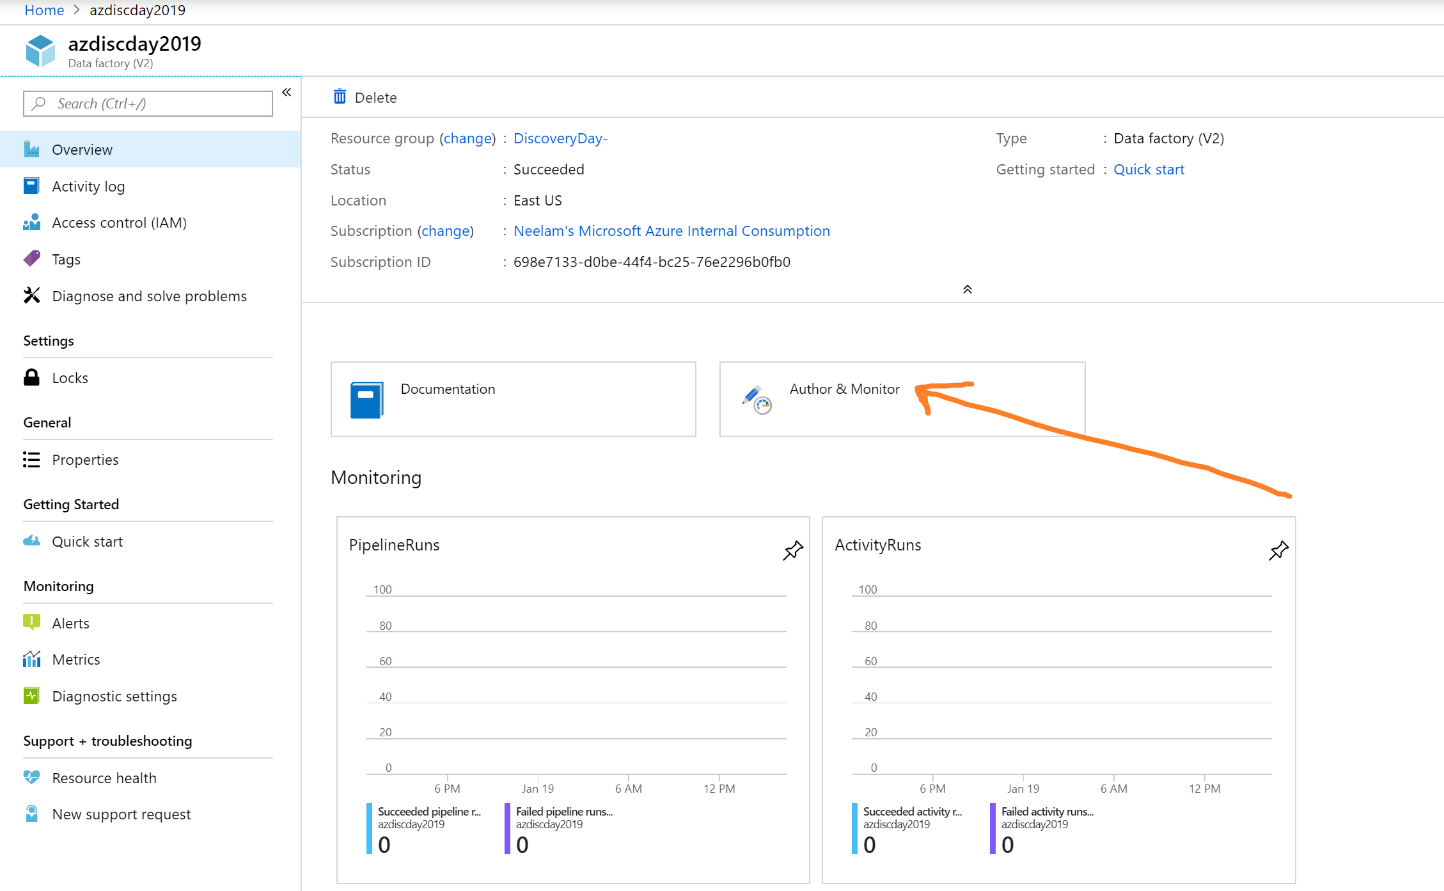 Home > azdiscday2019
azdiscday2019
Data factory (V2)
Search (Ctrl+/)
«
Overview
Activity log
Access control (IAM)
Tags
Diagnose and solve problems
Settings
Locks
General
Properties
Getting Started
Quick start
Monitoring
Alerts
Metrics
Diagnostic settings
Support + troubleshooting
Resource health
New support request
Delete
Resource group (change) : DiscoveryDay-
Status : Succeeded
Location : East US
Subscription (change) : Neelam's Microsoft Azure Internal Consumption
Subscription ID : 698e7133-d0be-44f4-bc25-76e2296b0fb0
Type : Data factory (V2)
Getting started : Quick start
Documentation
Author & Monitor
Monitoring
PipelineRuns
100
80
60
40
20
0
6 PM Jan 19 6 AM 12 PM
Succeeded pipeline r...
azdiscday2019
0
Failed pipeline runs...
azdiscday2019
0
ActivityRuns
100
80
60
40
20
0
6 PM Jan 19 6 AM 12 PM
Succeeded activity r...
azdiscday2019
0
Failed activity runs...
azdiscday2019
0